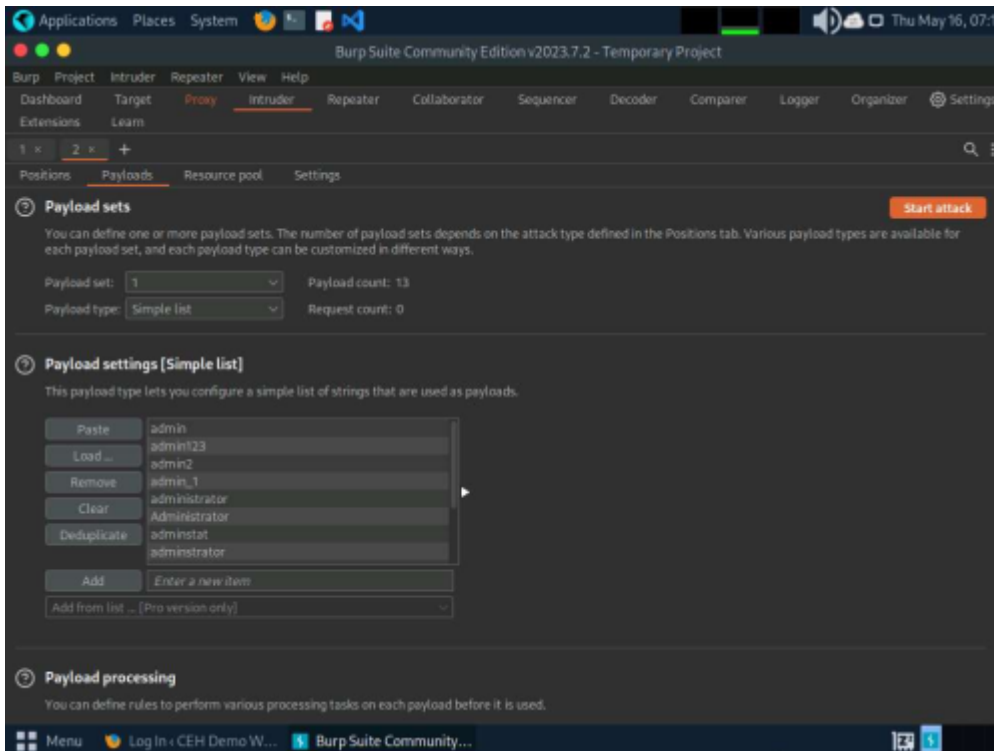 Applications Places System Thu May 16, 07:1
Burp Suite Community Edition v2023.7.2 - Temporary Project
Burp Project Intruder Repeater View Help
Dashboard Target Proxy Intruder Repeater Collaborator Sequencer Decoder Comparer Logger Organizer Settings
Extensions Learn
1 × 2 × +
Positions Payloads Resource pool Settings
? Payload sets Start attack
You can define one or more payload sets. The number of payload sets depends on the attack type defined in the Positions tab. Various payload types are available for
each payload set, and each payload type can be customized in different ways.
Payload set: 1 Payload count: 13
Payload type: Simple list Request count: 0
? Payload settings [Simple list]
This payload type lets you configure a simple list of strings that are used as payloads.
Paste
Load ...
Remove
Clear
Deduplicate
admin
admin123
admin2
admin_1
administrator
Administrator
adminstat
adminstrator
Add Enter a new item
Add from list ... [Pro version only]
? Payload processing
You can define rules to perform various processing tasks on each payload before it is used.
Menu Log In ‹ CEH Demo W... Burp Suite Community...